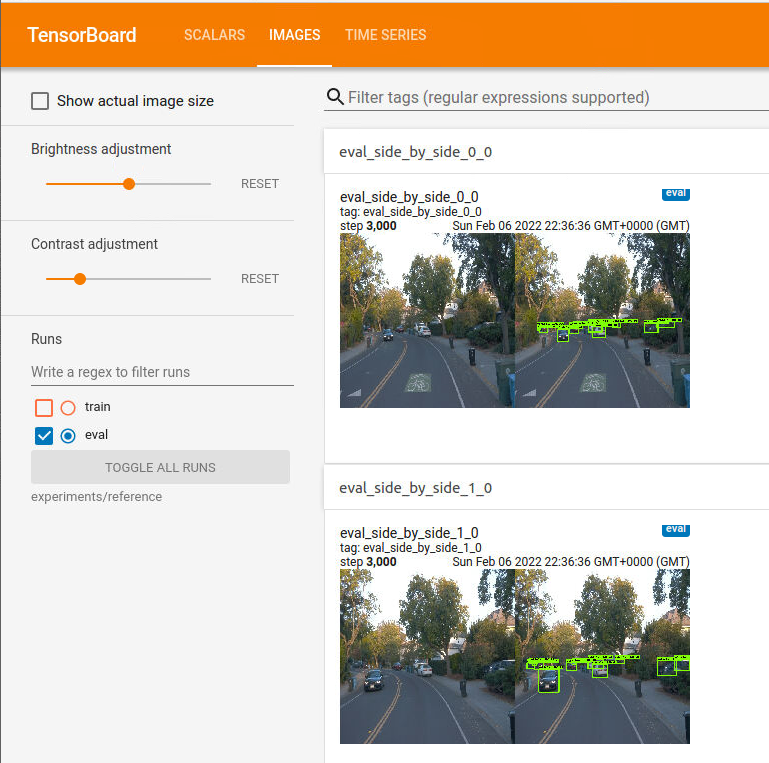 TensorBoard SCALARS IMAGES TIME SERIES
Show actual image size
Filter tags (regular expressions supported)
Brightness adjustment
RESET
Contrast adjustment
RESET
Runs
Write a regex to filter runs
train
eval
TOGGLE ALL RUNS
experiments/reference
eval_side_by_side_0_0
eval_side_by_side_0_0 eval
tag: eval_side_by_side_0_0
step 3,000 Sun Feb 06 2022 22:36:36 GMT+0000 (GMT)
eval_side_by_side_1_0
eval_side_by_side_1_0 eval
tag: eval_side_by_side_1_0
step 3,000 Sun Feb 06 2022 22:36:36 GMT+0000 (GMT)